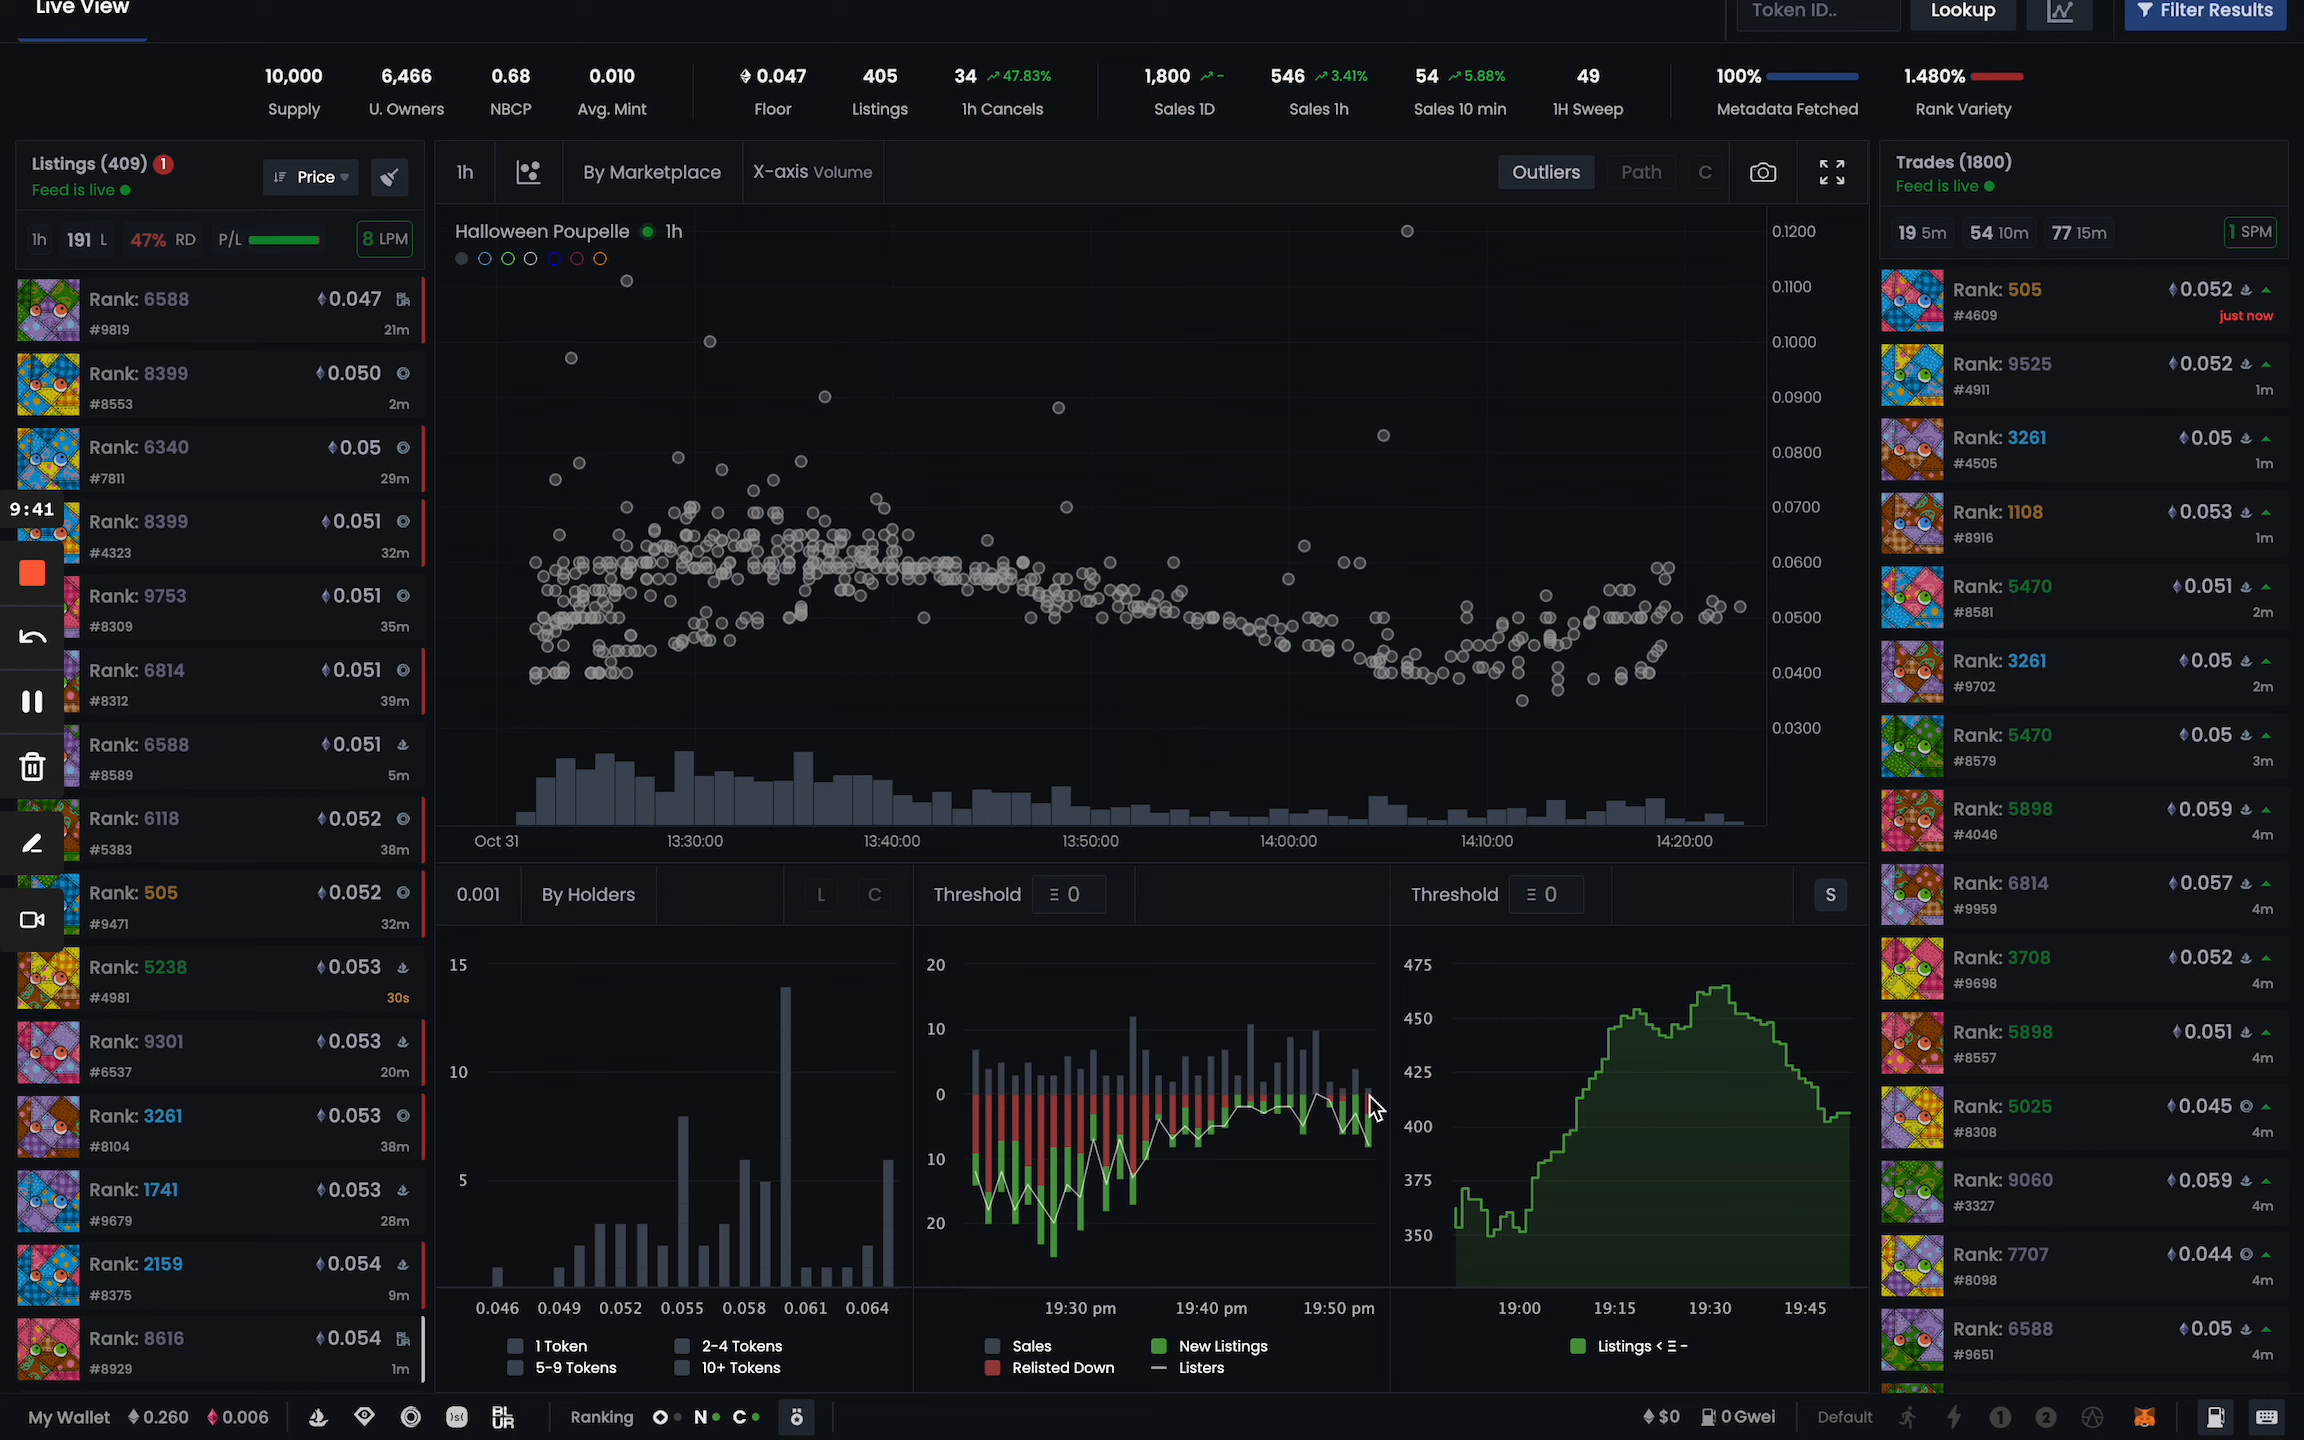 Live View
Token ID..
Lookup
Filter Results
10,000
Supply
6,466
U. Owners
0.68
NBCP
0.010
Avg. Mint
0.047
Floor
405
Listings
34 47.83%
1h Cancels
1,800 -
Sales 1D
546 3.41%
Sales 1h
54 5.88%
Sales 10 min
49
1H Sweep
100%
Metadata Fetched
1.480%
Rank Variety
Listings (409) 1
Feed is live
Price
1h 191 L 47% RD P/L 8 LPM
Rank: 6588 0.047
#9819 21m
Rank: 8399 0.050
#8553 2m
Rank: 6340 0.05
#7811 29m
9:41
Rank: 8399 0.051
#4323 32m
Rank: 9753 0.051
#8309 35m
Rank: 6814 0.051
#8312 39m
Rank: 6588 0.051
#8589 5m
Rank: 6118 0.052
#5383 38m
Rank: 505 0.052
#9471 32m
Rank: 5238 0.053
#4981 30s
Rank: 9301 0.053
#6537 20m
Rank: 3261 0.053
#8104 38m
Rank: 1741 0.053
#9679 28m
Rank: 2159 0.054
#8375 9m
Rank: 8616 0.054
#8929 1m
1h
By Marketplace
X-axis Volume
Outliers
Path
C
Halloween Poupelle 1h
0.1200
0.1100
0.1000
0.0900
0.0800
0.0700
0.0600
0.0500
0.0400
0.0300
Oct 31 13:30:00 13:40:00 13:50:00 14:00:00 14:10:00 14:20:00
0.001 By Holders L C
15
10
5
0.046 0.049 0.052 0.055 0.058 0.061 0.064
1 Token 2-4 Tokens
5-9 Tokens 10+ Tokens
Threshold Ξ 0
20
10
0
10
20
19:30 pm 19:40 pm 19:50 pm
Sales New Listings
Relisted Down Listers
Threshold Ξ 0 S
475
450
425
400
375
350
19:00 19:15 19:30 19:45
Listings < Ξ -
Trades (1800)
Feed is live
19 5m 54 10m 77 15m 1 SPM
Rank: 505 0.052
#4609 just now
Rank: 9525 0.052
#4911 1m
Rank: 3261 0.05
#4505 1m
Rank: 1108 0.053
#8916 1m
Rank: 5470 0.051
#8581 2m
Rank: 3261 0.05
#9702 2m
Rank: 5470 0.05
#8579 3m
Rank: 5898 0.059
#4046 4m
Rank: 6814 0.057
#9959 4m
Rank: 3708 0.052
#9698 4m
Rank: 5898 0.051
#8557 4m
Rank: 5025 0.045
#8308 4m
Rank: 9060 0.059
#3327 4m
Rank: 7707 0.044
#8098 4m
Rank: 6588 0.05
#9651 4m
My Wallet 0.260 0.006
BLUR
Ranking N C
$0 0 Gwei Default 1 2